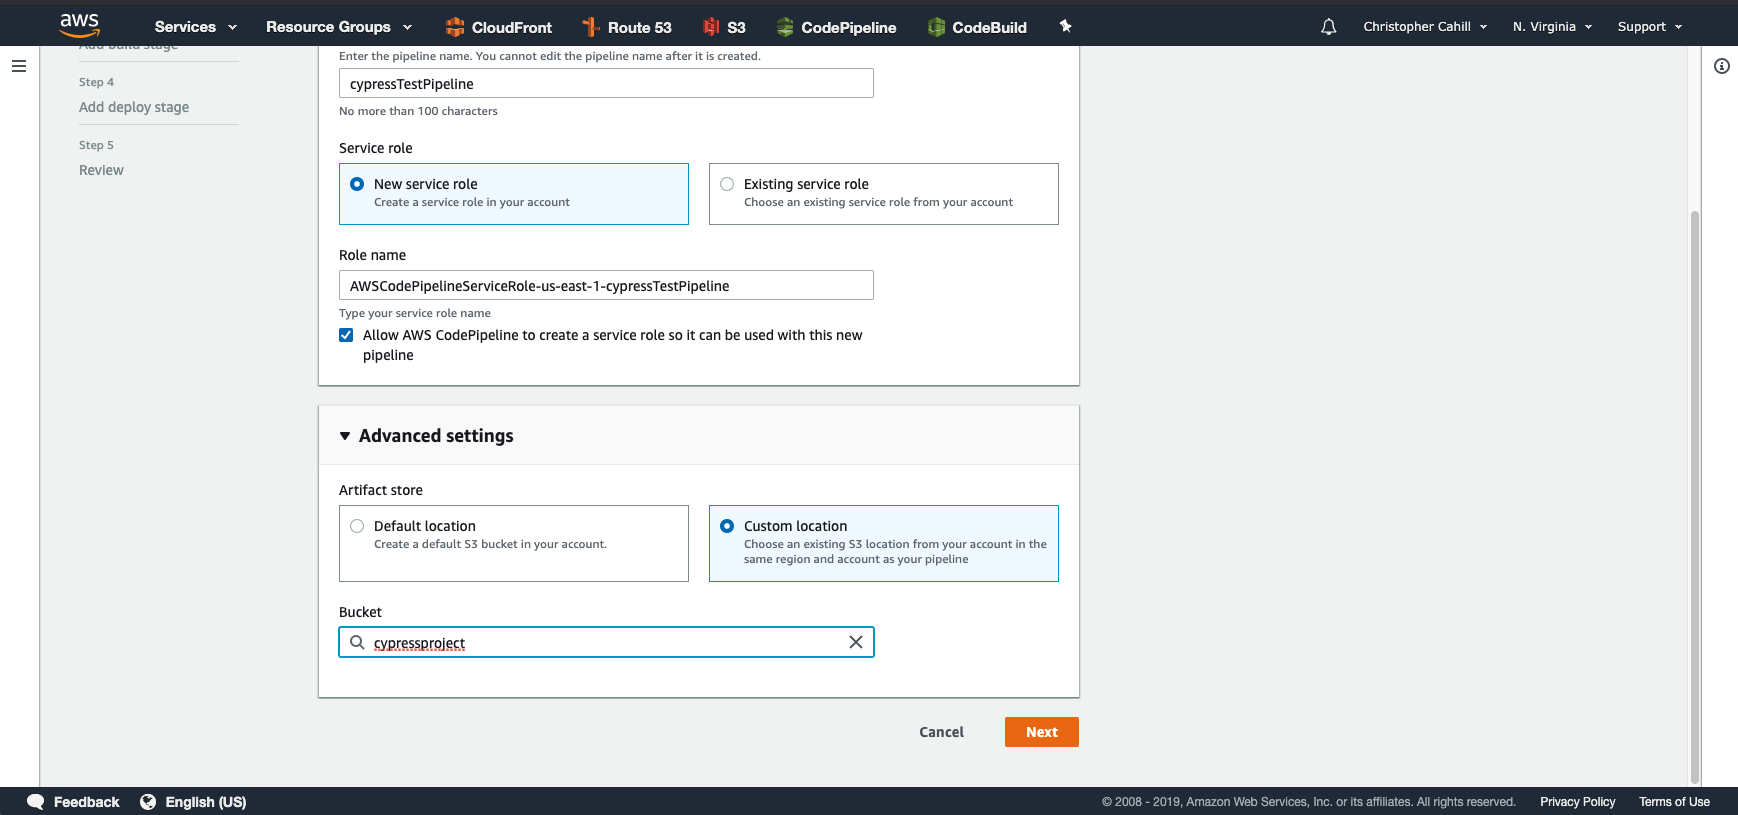 aws Services Resource Groups CloudFront Route 53 S3 CodePipeline CodeBuild Christopher Cahill N. Virginia Support
Add build stage
Step 4
Add deploy stage
Step 5
Review
Enter the pipeline name. You cannot edit the pipeline name after it is created.
cypressTestPipeline
No more than 100 characters
Service role
New service role
Create a service role in your account
Existing service role
Choose an existing service role from your account
Role name
AWSCodePipelineServiceRole-us-east-1-cypressTestPipeline
Type your service role name
Allow AWS CodePipeline to create a service role so it can be used with this new
pipeline
Advanced settings
Artifact store
Default location
Create a default S3 bucket in your account.
Custom location
Choose an existing S3 location from your account in the
same region and account as your pipeline
Bucket
cypressproject
Cancel Next
Feedback English (US) © 2008 - 2019, Amazon Web Services, Inc. or its affiliates. All rights reserved. Privacy Policy Terms of Use